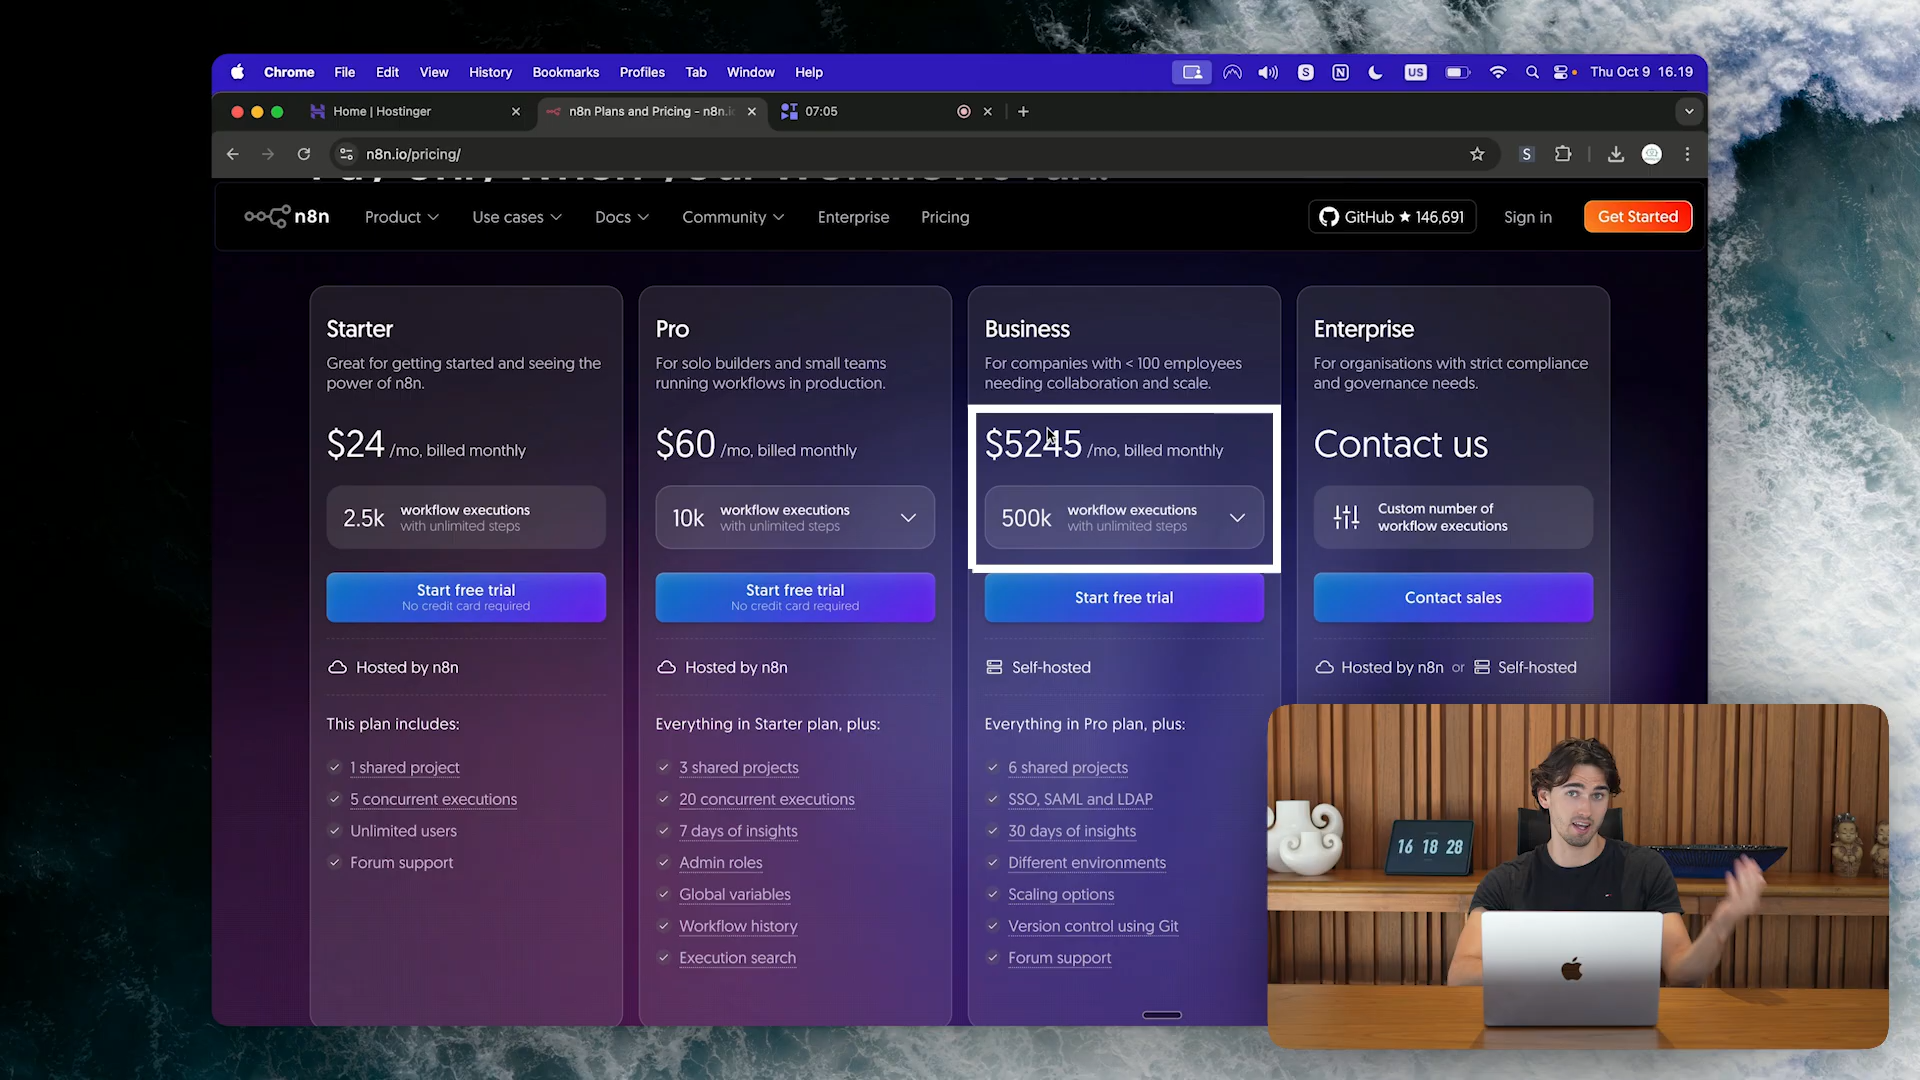 Chrome File Edit View History Bookmarks Profiles Tab Window Help
S N US Thu Oct 9 16.19
Home | Hostinger
n8n Plans and Pricing - n8n.i
07:05
n8n.io/pricing/
S
n8n
Product
Use cases
Docs
Community
Enterprise
Pricing
GitHub ★ 146,691
Sign in
Get Started
Starter
Great for getting started and seeing the
power of n8n.
$24 /mo, billed monthly
2.5k workflow executions
with unlimited steps
Start free trial
No credit card required
Hosted by n8n
This plan includes:
1 shared project
5 concurrent executions
Unlimited users
Forum support
Pro
For solo builders and small teams
running workflows in production.
$60 /mo, billed monthly
10k workflow executions
with unlimited steps
Start free trial
No credit card required
Hosted by n8n
Everything in Starter plan, plus:
3 shared projects
20 concurrent executions
7 days of insights
Admin roles
Global variables
Workflow history
Execution search
Business
For companies with < 100 employees
needing collaboration and scale.
$5245 /mo, billed monthly
500k workflow executions
with unlimited steps
Start free trial
Self-hosted
Everything in Pro plan, plus:
6 shared projects
SSO, SAML and LDAP
30 days of insights
Different environments
Scaling options
Version control using Git
Forum support
Enterprise
For organisations with strict compliance
and governance needs.
Contact us
Custom number of
workflow executions
Contact sales
Hosted by n8n or Self-hosted
16 18 28